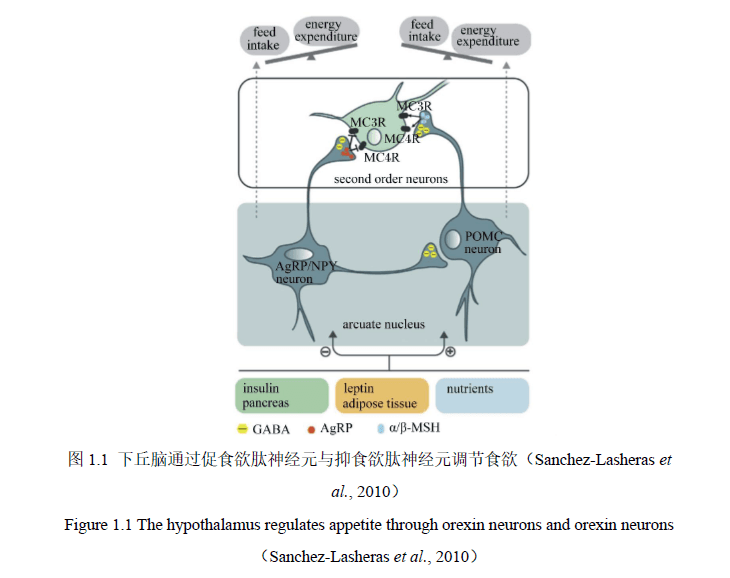 feed intake
energy expenditure
feed intake
energy expenditure
MC3R
MC3R
MC4R
MC4R
second order neurons
POMC
neuron
AgRP/NPY
neuron
arcuate nucleus
insulin
pancreas
leptin
adipose tissue
nutrients
GABA AgRP α/β-MSH
图 1.1 下丘脑通过促食欲肽神经元与抑食欲肽神经元调节食欲（Sanchez-Lasheras et
al., 2010）
Figure 1.1 The hypothalamus regulates appetite through orexin neurons and orexin neurons
（Sanchez-Lasheras et al., 2010）